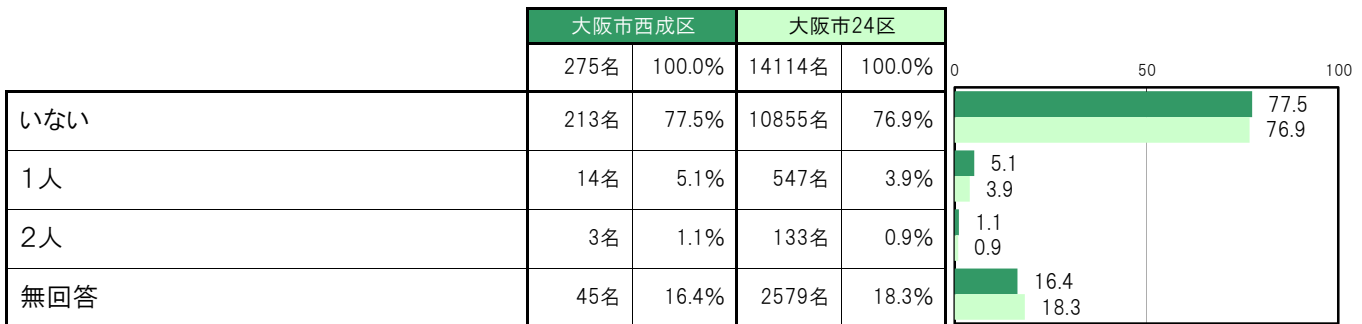 大阪市西成区 大阪市24区
275名 100.0% 14114名 100.0%
0 50 100
いない 213名 77.5% 10855名 76.9% 77.5
76.9
1人 14名 5.1% 547名 3.9% 5.1
3.9
2人 3名 1.1% 133名 0.9% 1.1
0.9
無回答 45名 16.4% 2579名 18.3% 16.4
18.3